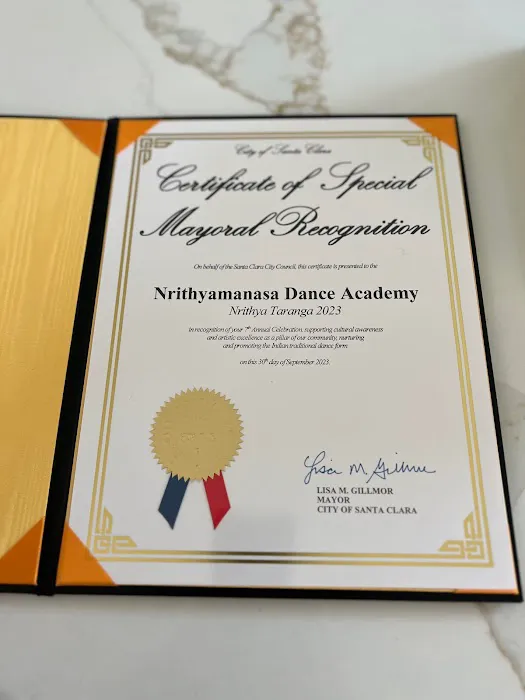 City of Santa Clara
Certificate of Special
Mayoral Recognition
On behalf of the Santa Clara City Council, this certificate is presented to the
Nrithyamanasa Dance Academy
Nrithya Taranga 2023
in recognition of your 7th Annual Celebration supporting cultural awareness
and artistic excellence as a pillar of our community, nurturing
and promoting the Indian traditional dance form
on this 30th day of September 2023.
Lisa M. Gillmor
LISA M. GILLMOR
MAYOR
CITY OF SANTA CLARA